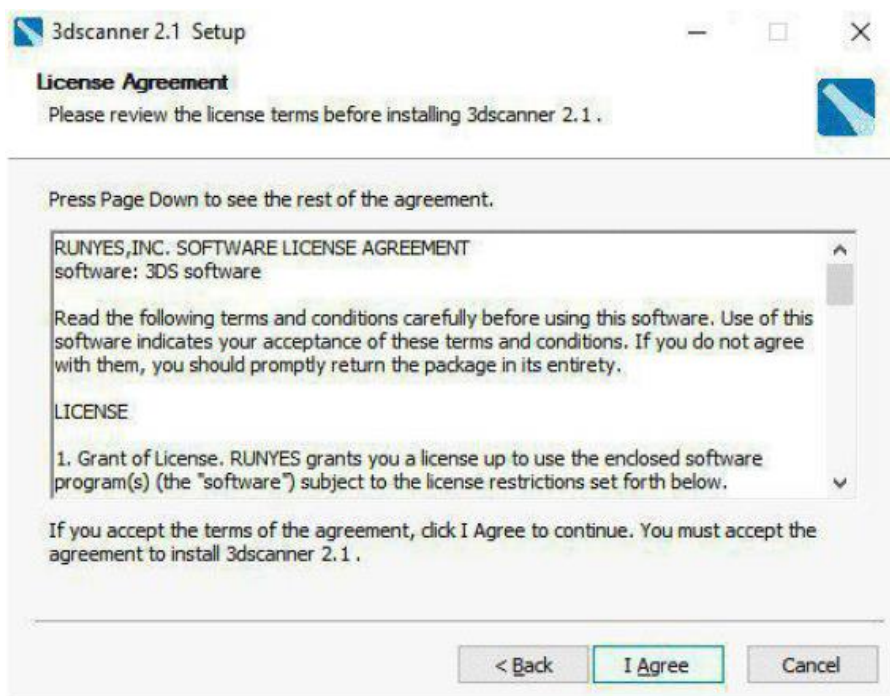 3dscanner 2.1 Setup
License Agreement
Please review the license terms before installing 3dscanner 2.1 .
Press Page Down to see the rest of the agreement.
RUNYES,INC. SOFTWARE LICENSE AGREEMENT
software: 3DS software
Read the following terms and conditions carefully before using this software. Use of this
software indicates your acceptance of these terms and conditions. If you do not agree
with them, you should promptly return the package in its entirety.
LICENSE
1. Grant of License. RUNYES grants you a license up to use the enclosed software
program(s) (the "software") subject to the license restrictions set forth below.
If you accept the terms of the agreement, click I Agree to continue. You must accept the
agreement to install 3dscanner 2.1 .
< Back
I Agree
Cancel